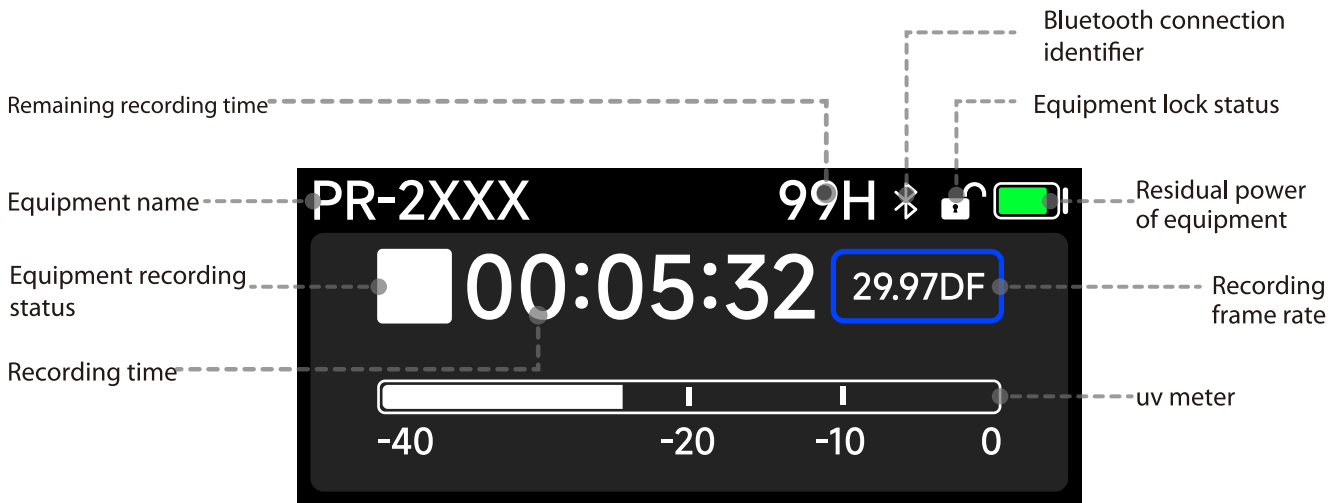 Bluetooth connection
identifier
Remaining recording time
Equipment lock status
PR-2XXX
99H
Equipment name
Residual power
of equipment
Equipment recording
status
00:05:32
29.97DF
Recording
frame rate
Recording time
uv meter
-40
-20
-10
0